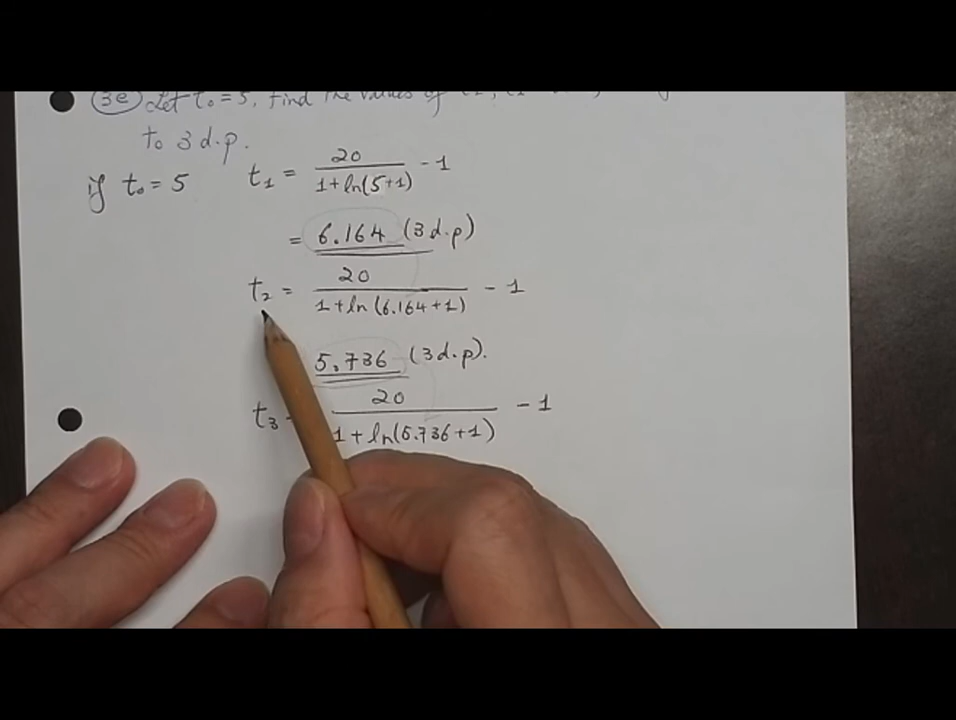 (3e) Let t₀ = 5, find the values of
to 3 d.p.
if t₀ = 5 t₁ = 20 / 1 + ln(5+1) - 1
= 6.164 (3 d.p)
t₂ = 20 / 1 + ln(6.164+1) - 1
5.736 (3 d.p).
t₃ 20 / 1 + ln(5.736+1) - 1